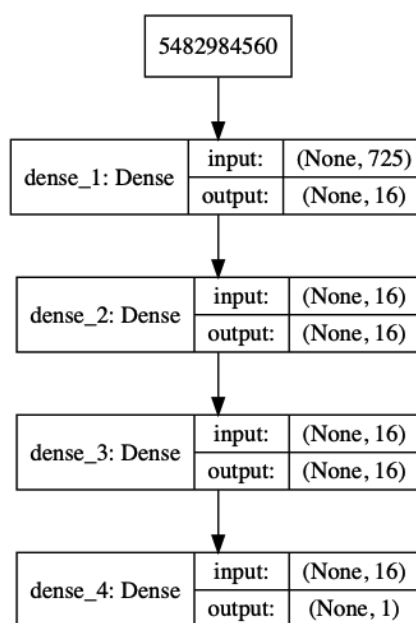 5482984560
dense_1: Dense
input: (None, 725)
output: (None, 16)
dense_2: Dense
input: (None, 16)
output: (None, 16)
dense_3: Dense
input: (None, 16)
output: (None, 16)
dense_4: Dense
input: (None, 16)
output: (None, 1)